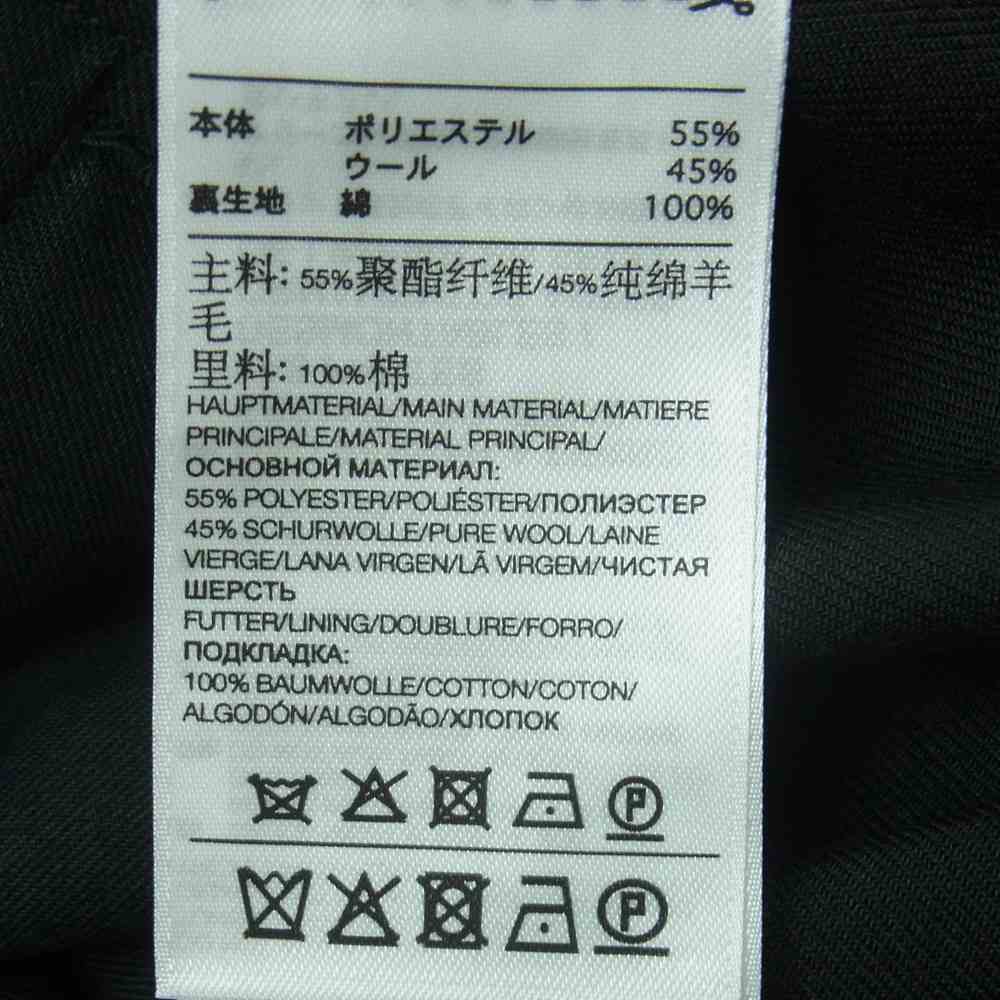 本体 ポリエステル 55%
ウール 45%
裏生地 綿 100%
主料: 55%聚酯纤维/45%纯绵羊
毛
里料: 100%棉
HAUPTMATERIAL/MAIN MATERIAL/MATIERE
PRINCIPALE/MATERIAL PRINCIPAL/
ОСНОВНОЙ МАТЕРИАЛ:
55% POLYESTER/POLIÉSTER/ПОЛИЭСТЕР
45% SCHURWOLLE/PURE WOOL/LAINE
VIERGE/LANA VIRGEN/LÃ VIRGEM/ЧИСТАЯ
ШЕРСТЬ
FUTTER/LINING/DOUBLURE/FORRO/
ПОДКЛАДКА:
100% BAUMWOLLE/COTTON/COTON/
ALGODÓN/ALGODÃO/ХЛОПОК
P
P